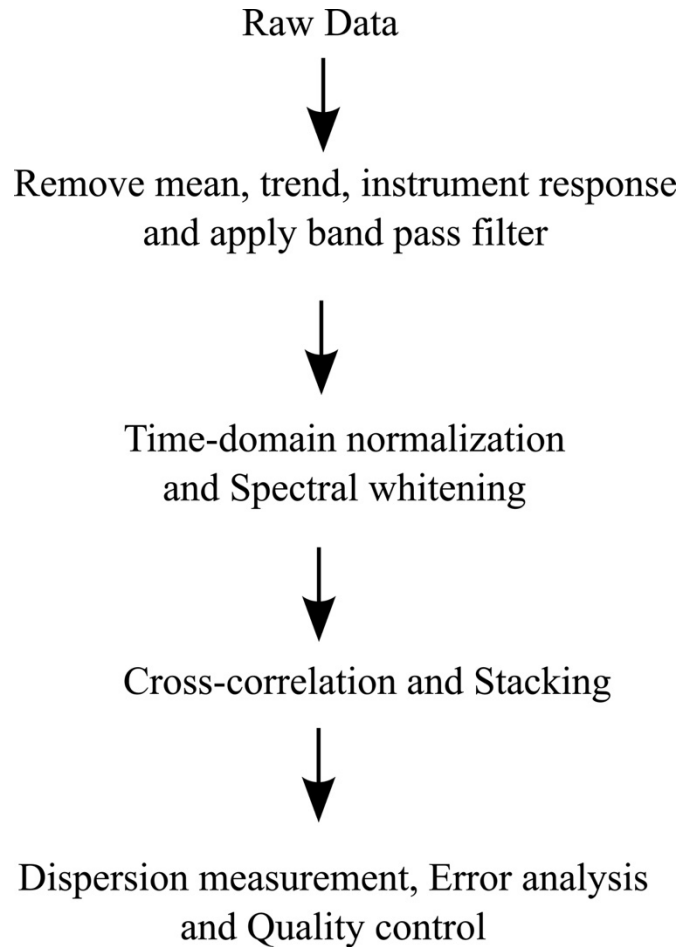 Raw Data
Remove mean, trend, instrument response
and apply band pass filter
Time-domain normalization
and Spectral whitening
Cross-correlation and Stacking
Dispersion measurement, Error analysis
and Quality control